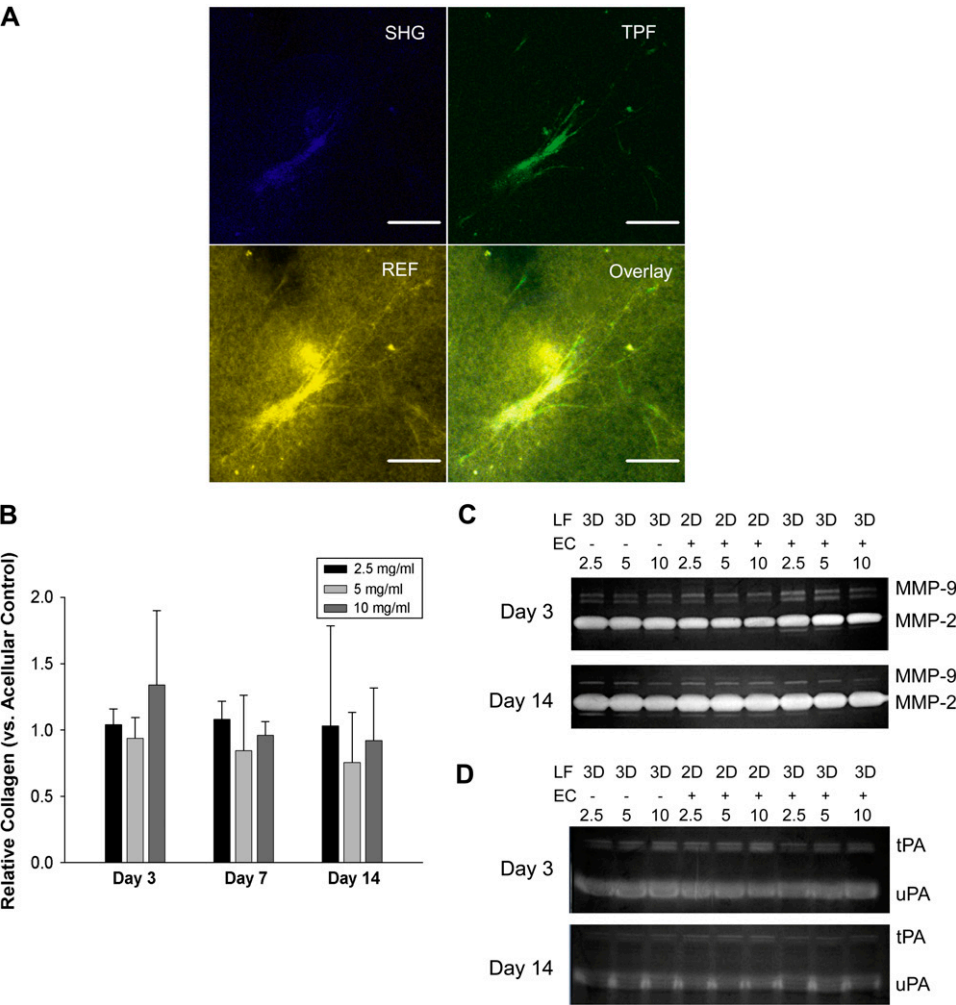 A
SHG
TPF
REF
Overlay
B
Relative Collagen (vs. Acellular Control)
2.0
1.5
1.0
0.5
0.0
2.5 mg/ml
5 mg/ml
10 mg/ml
Day 3 Day 7 Day 14
C
LF 3D 3D 3D 2D 2D 2D 3D 3D 3D
EC - - - + + + + + +
2.5 5 10 2.5 5 10 2.5 5 10
Day 3
MMP-9
MMP-2
Day 14
MMP-9
MMP-2
D
LF 3D 3D 3D 2D 2D 2D 3D 3D 3D
EC - - - + + + + + +
2.5 5 10 2.5 5 10 2.5 5 10
Day 3
tPA
uPA
Day 14
tPA
uPA